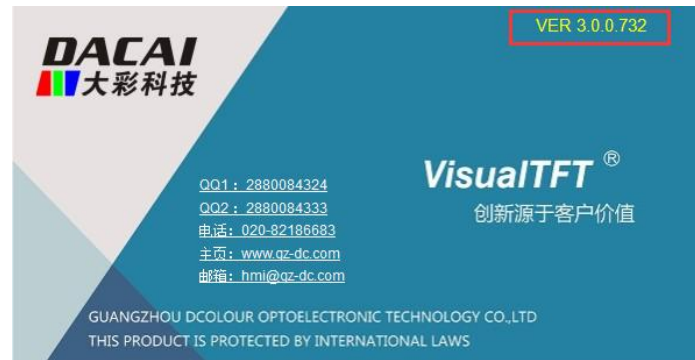 VER 3.0.0.732
DACAI
大彩科技
VisualTFT ®
创新源于客户价值
QQ1：2880084324
QQ2：2880084333
电话：020-82186683
主页：www.gz-dc.com
邮箱：hmi@gz-dc.com
GUANGZHOU DCOLOUR OPTOELECTRONIC TECHNOLOGY CO.,LTD
THIS PRODUCT IS PROTECTED BY INTERNATIONAL LAWS